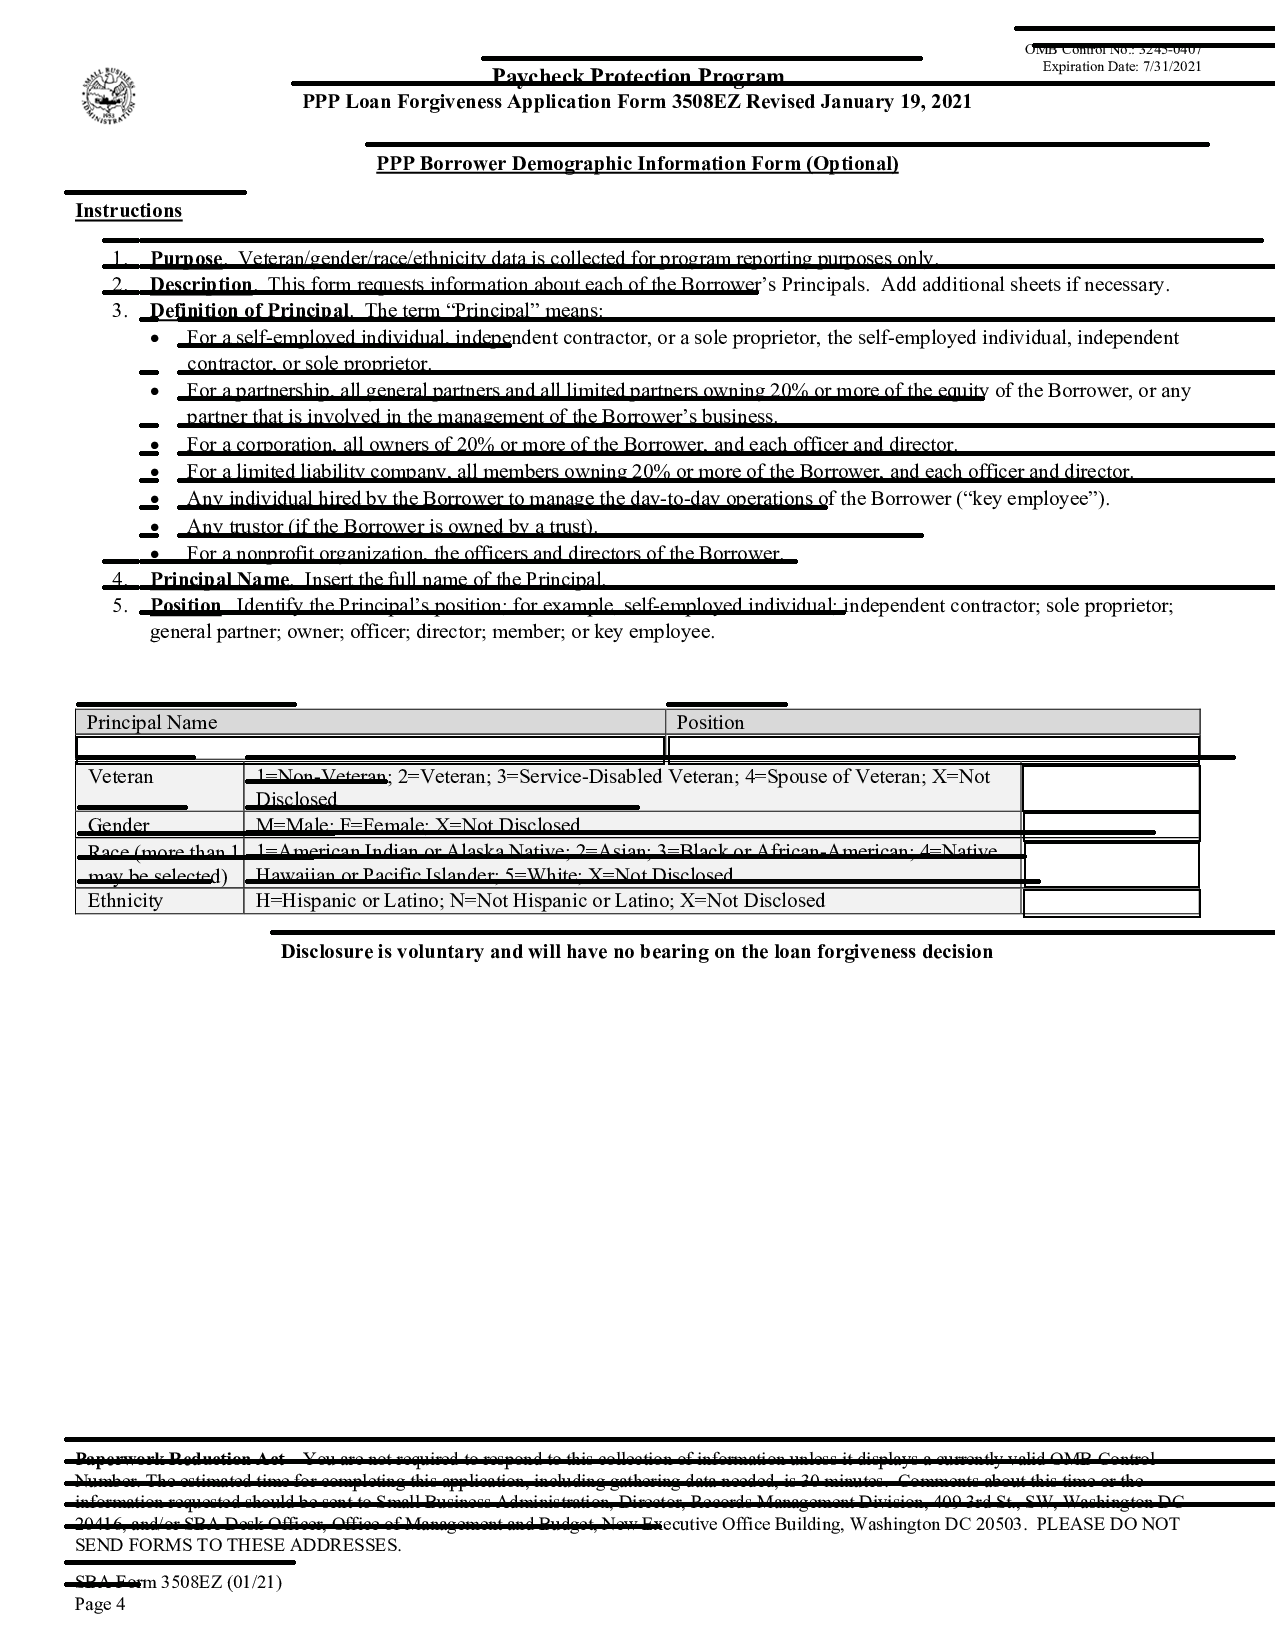 OMB Control No.: 3245-0407
Expiration Date: 7/31/2021
SMALL BUSINESS
ADMINISTRATION
1953
Paycheck Protection Program
PPP Loan Forgiveness Application Form 3508EZ Revised January 19, 2021
PPP Borrower Demographic Information Form (Optional)
Instructions
1. Purpose. Veteran/gender/race/ethnicity data is collected for program reporting purposes only.
2. Description. This form requests information about each of the Borrower’s Principals. Add additional sheets if necessary.
3. Definition of Principal. The term “Principal” means:
• For a self-employed individual, independent contractor, or a sole proprietor, the self-employed individual, independent
contractor, or sole proprietor.
• For a partnership, all general partners and all limited partners owning 20% or more of the equity of the Borrower, or any
partner that is involved in the management of the Borrower’s business.
• For a corporation, all owners of 20% or more of the Borrower, and each officer and director.
• For a limited liability company, all members owning 20% or more of the Borrower, and each officer and director.
• Any individual hired by the Borrower to manage the day-to-day operations of the Borrower (“key employee”).
• Any trustor (if the Borrower is owned by a trust).
• For a nonprofit organization, the officers and directors of the Borrower.
4. Principal Name. Insert the full name of the Principal.
5. Position. Identify the Principal’s position; for example, self-employed individual; independent contractor; sole proprietor;
general partner; owner; officer; director; member; or key employee.
Principal Name Position
Veteran 1=Non-Veteran; 2=Veteran; 3=Service-Disabled Veteran; 4=Spouse of Veteran; X=Not
Disclosed
Gender M=Male; F=Female; X=Not Disclosed
Race (more than 1 1=American Indian or Alaska Native; 2=Asian; 3=Black or African-American; 4=Native
may be selected) Hawaiian or Pacific Islander; 5=White; X=Not Disclosed
Ethnicity H=Hispanic or Latino; N=Not Hispanic or Latino; X=Not Disclosed
Disclosure is voluntary and will have no bearing on the loan forgiveness decision
Paperwork Reduction Act – You are not required to respond to this collection of information unless it displays a currently valid OMB Control
Number. The estimated time for completing this application, including gathering data needed, is 30 minutes. Comments about this time or the
information requested should be sent to Small Business Administration, Director, Records Management Division, 409 3rd St., SW, Washington DC
20416, and/or SBA Desk Officer, Office of Management and Budget, New Executive Office Building, Washington DC 20503. PLEASE DO NOT
SEND FORMS TO THESE ADDRESSES.
SBA Form 3508EZ (01/21)
Page 4